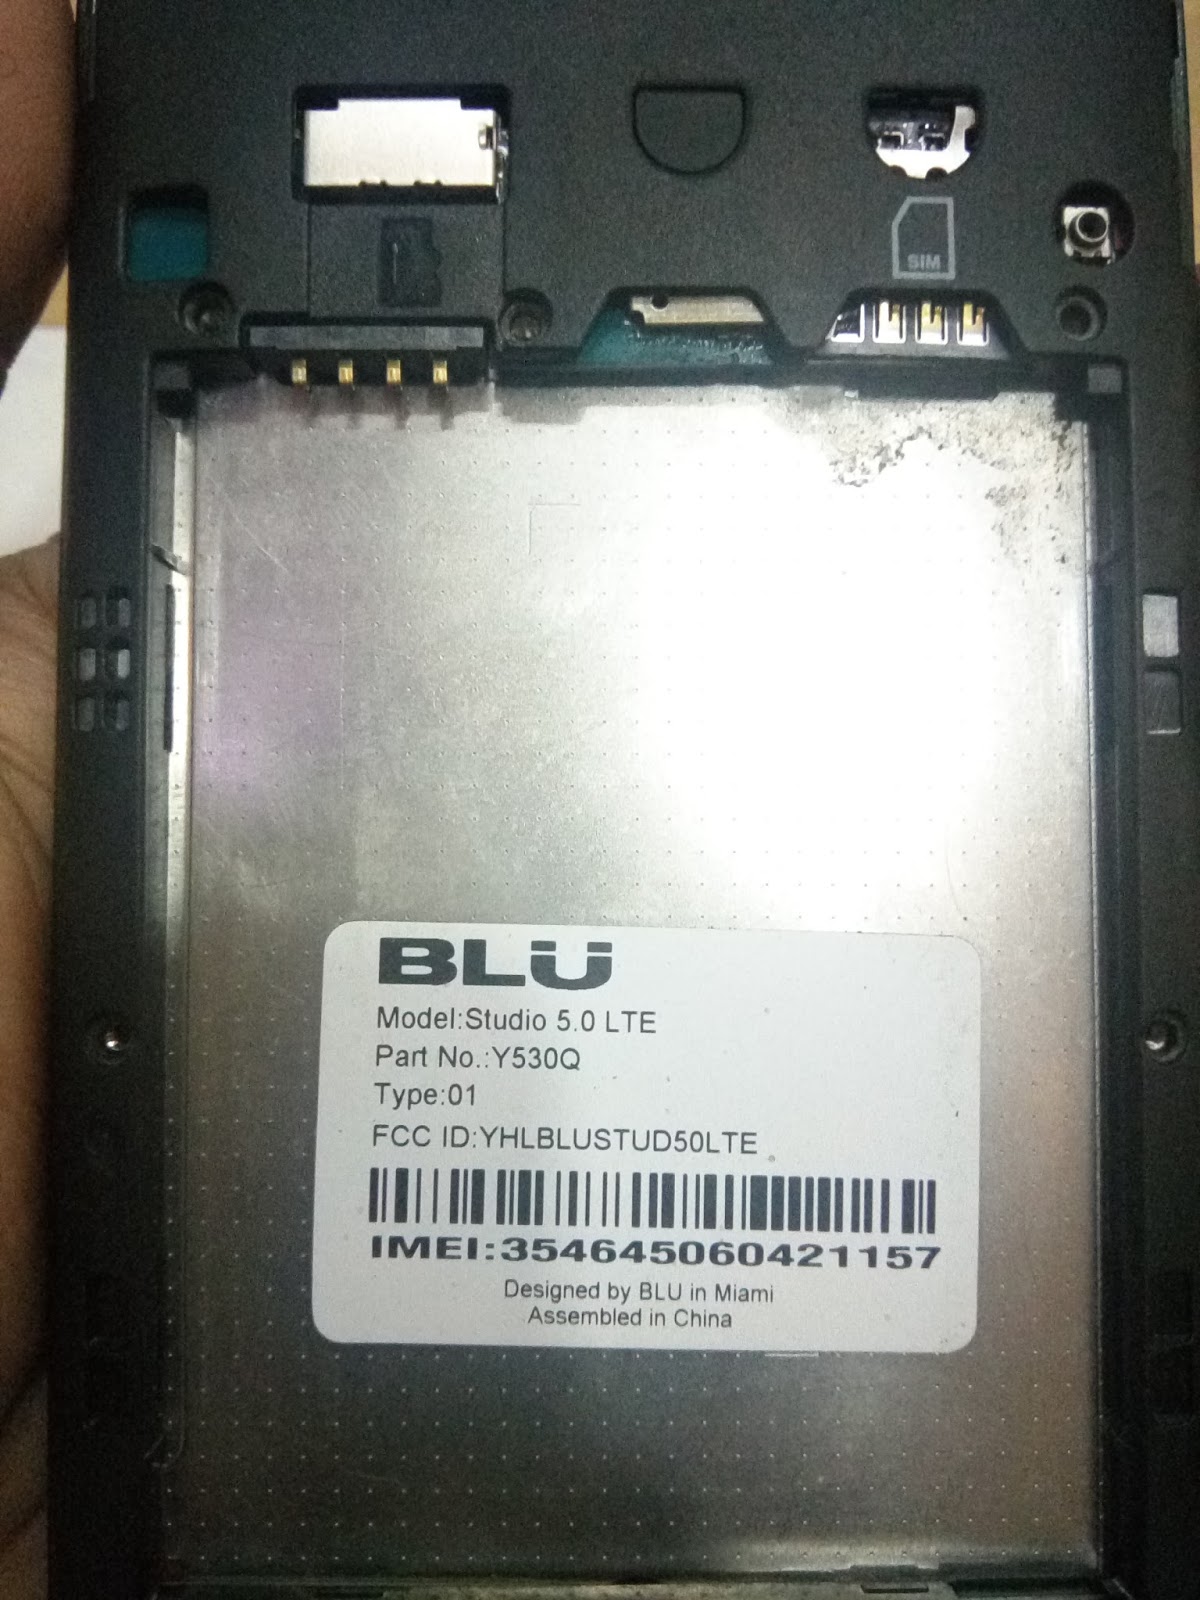 SIM
BLU
Model:Studio 5.0 LTE
Part No.:Y530Q
Type:01
FCC ID:YHLBLUSTUD50LTE
IMEI:354645060421157
Designed by BLU in Miami
Assembled in China